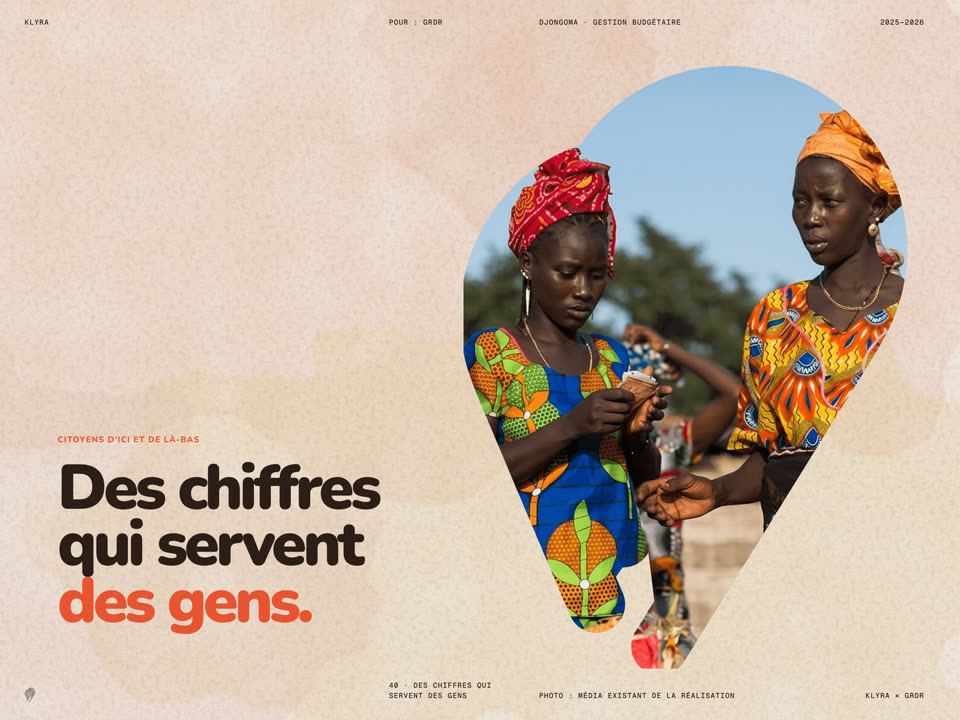 KLYRA
POUR : GRDR
DJONGOMA · GESTION BUDGÉTAIRE
2025–2026
CITOYENS D'ICI ET DE LÀ-BAS
Des chiffres
qui servent
des gens.
40 · DES CHIFFRES QUI
SERVENT DES GENS
PHOTO : MÉDIA EXISTANT DE LA RÉALISATION
KLYRA × GRDR